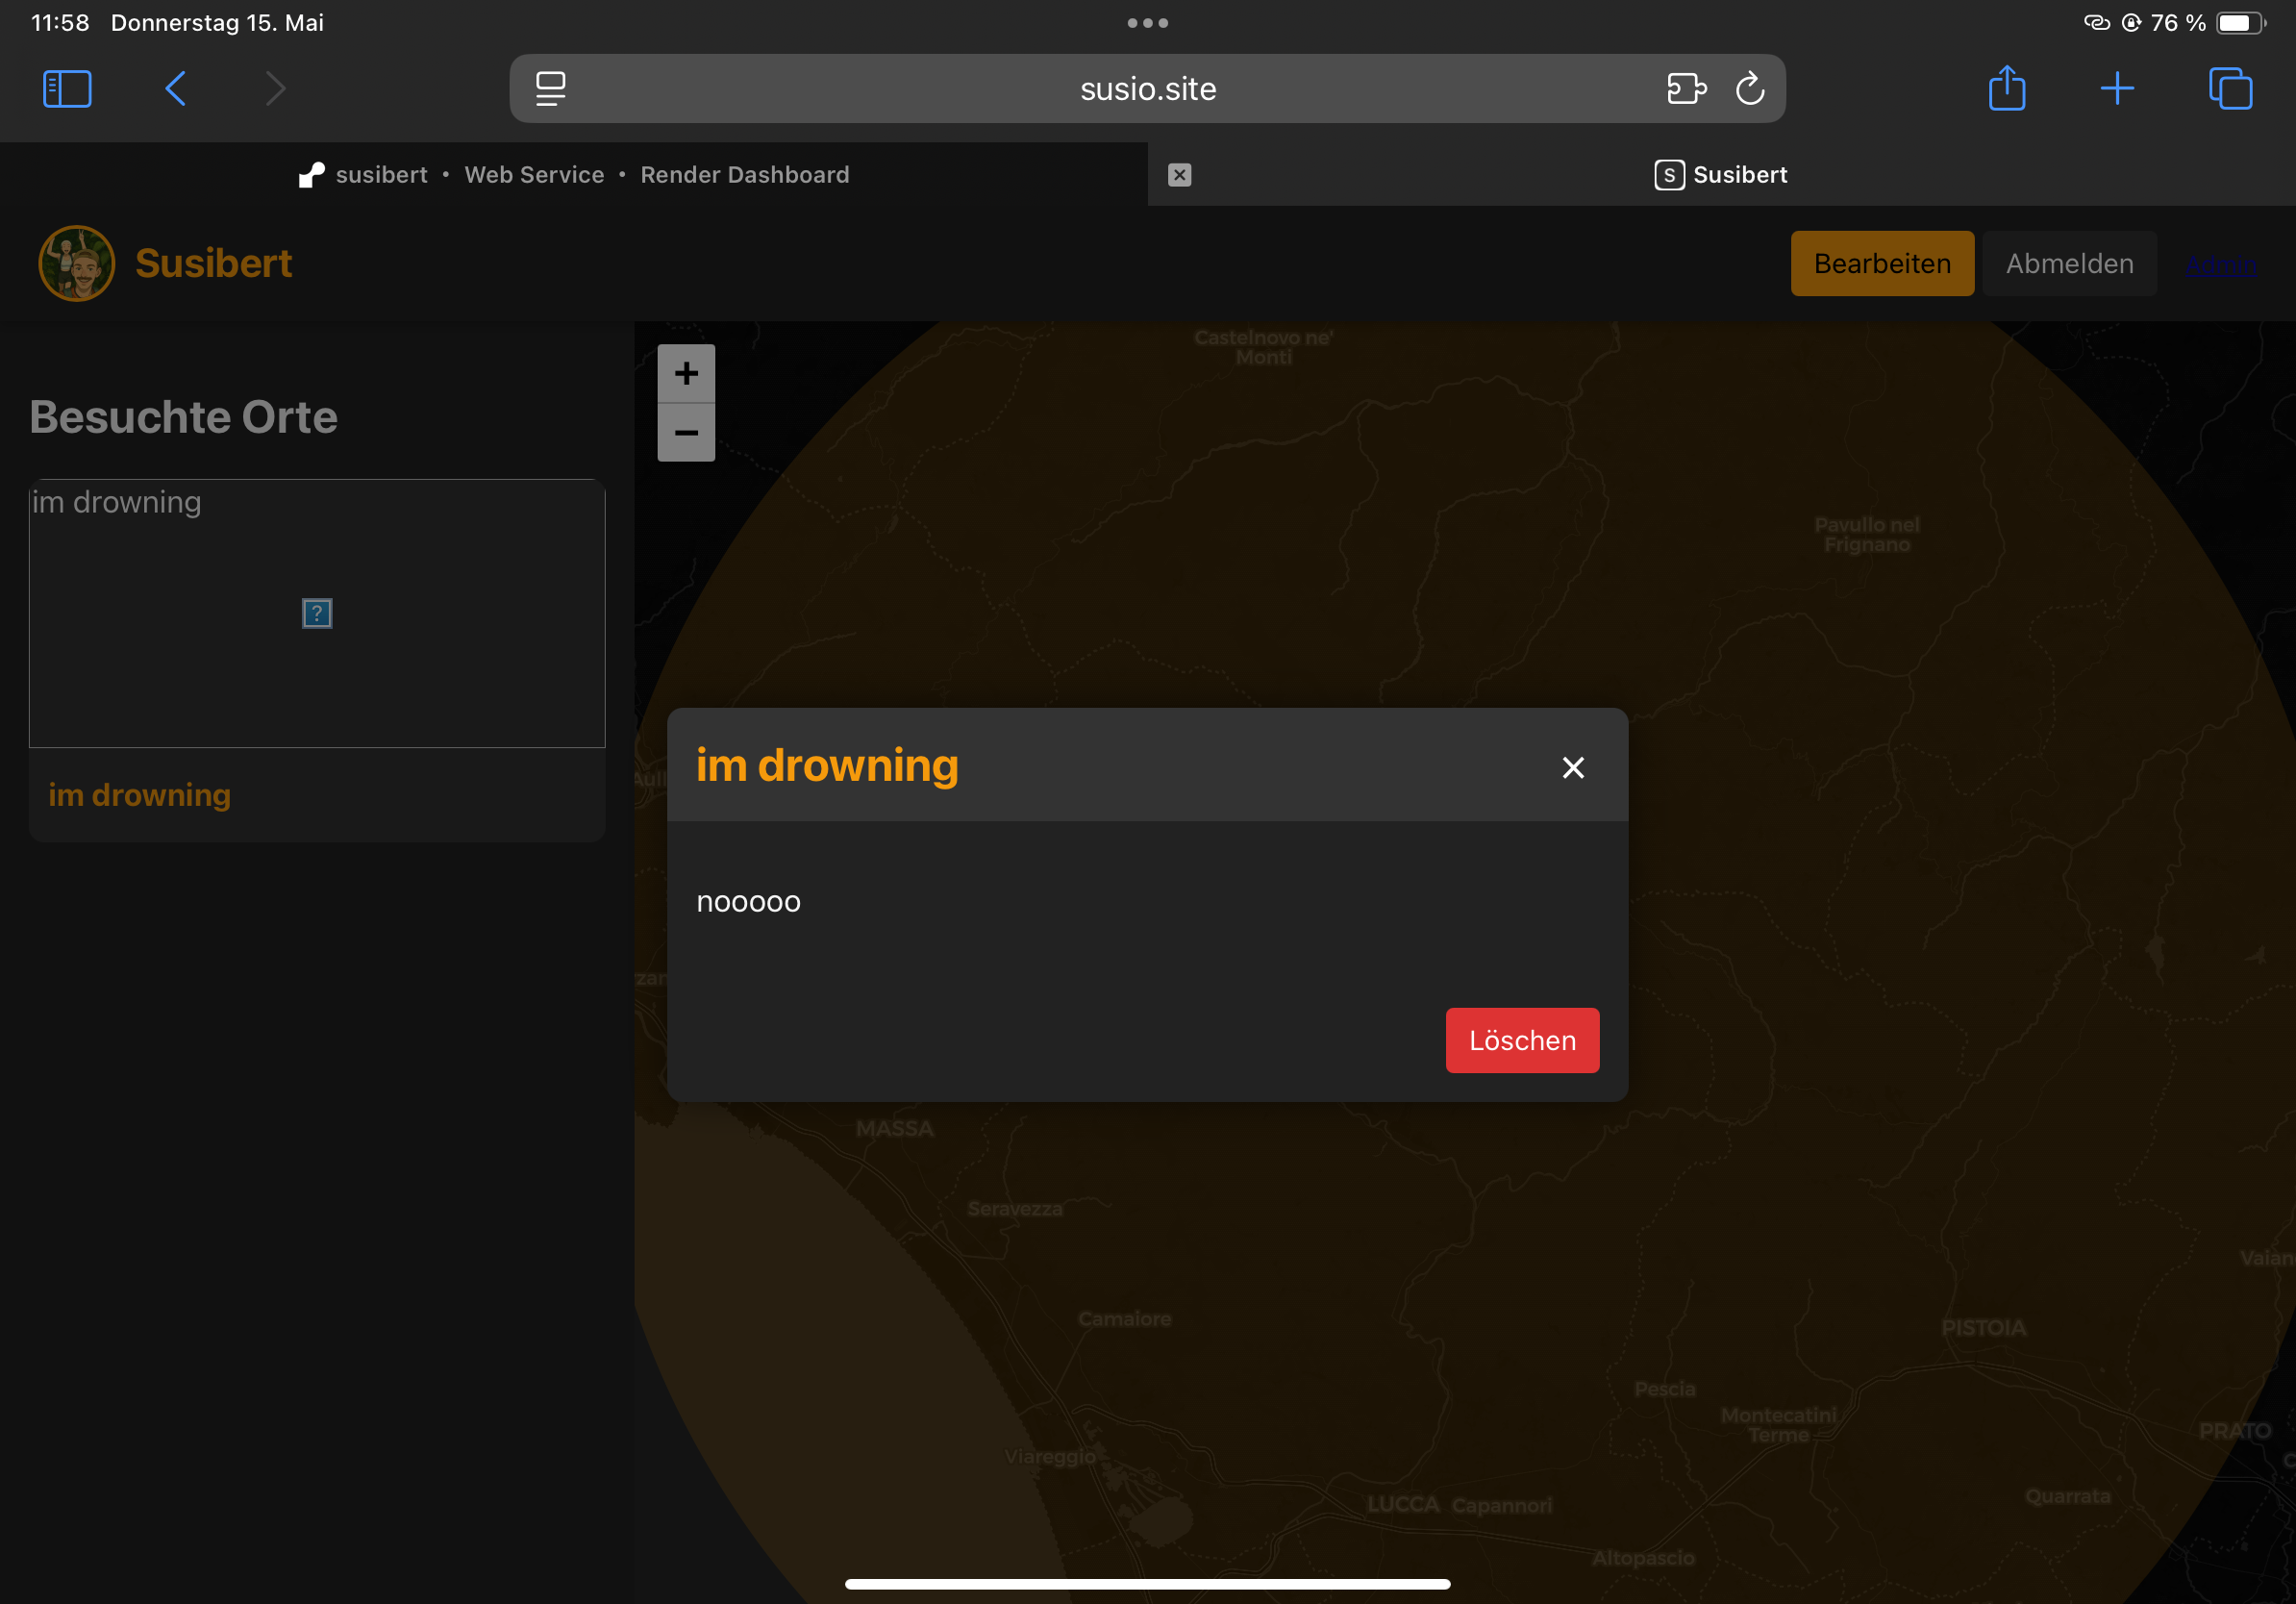 11:58 Donnerstag 15. Mai
76 %
susio.site
susibert • Web Service • Render Dashboard
S Susibert
Susibert
Bearbeiten
Abmelden
Admin
Besuchte Orte
im drowning
?
im drowning
+
−
Castelnovo ne'
Monti
Pavullo nel
Frignano
im drowning
×
nooooo
Löschen
MASSA
Seravezza
Camaiore
Viareggio
LUCCA
Capannori
Altopascio
Pescia
Montecatini
Terme
PISTOIA
PRATO
Quarrata